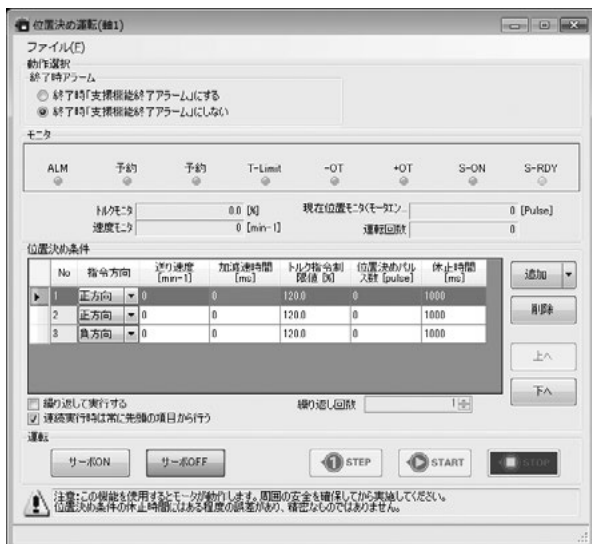 位置決め運転(軸1)
ファイル(F)
動作選択
終了時アラーム
終了時「支援機能終了アラーム」にする
終了時「支援機能終了アラーム」にしない
モニタ
ALM 予約 予約 T-Limit -OT +OT S-ON S-RDY
トルクモニタ 0.0 [%] 現在位置モニタ(モータエン... 0 [Pulse]
速度モニタ 0 [min-1] 運転回数 0
位置決め条件
No 指令方向 送り速度 [min-1] 加減速時間 [ms] トルク指令制限値 [%] 位置決めパルス数 [pulse] 休止時間 [ms]
1 正方向 0 0 120.0 0 1000
2 正方向 0 0 120.0 0 1000
3 負方向 0 0 120.0 0 1000
追加
削除
上へ
下へ
繰り返して実行する 繰り返し回数 1
連続実行時は常に先頭の項目から行う
運転
サーボON サーボOFF 1 STEP START STOP
注意:この機能を使用するとモータが動作します。周囲の安全を確保してから実施してください。
位置決め条件の休止時間にはある程度の誤差があり、精密なものではありません。